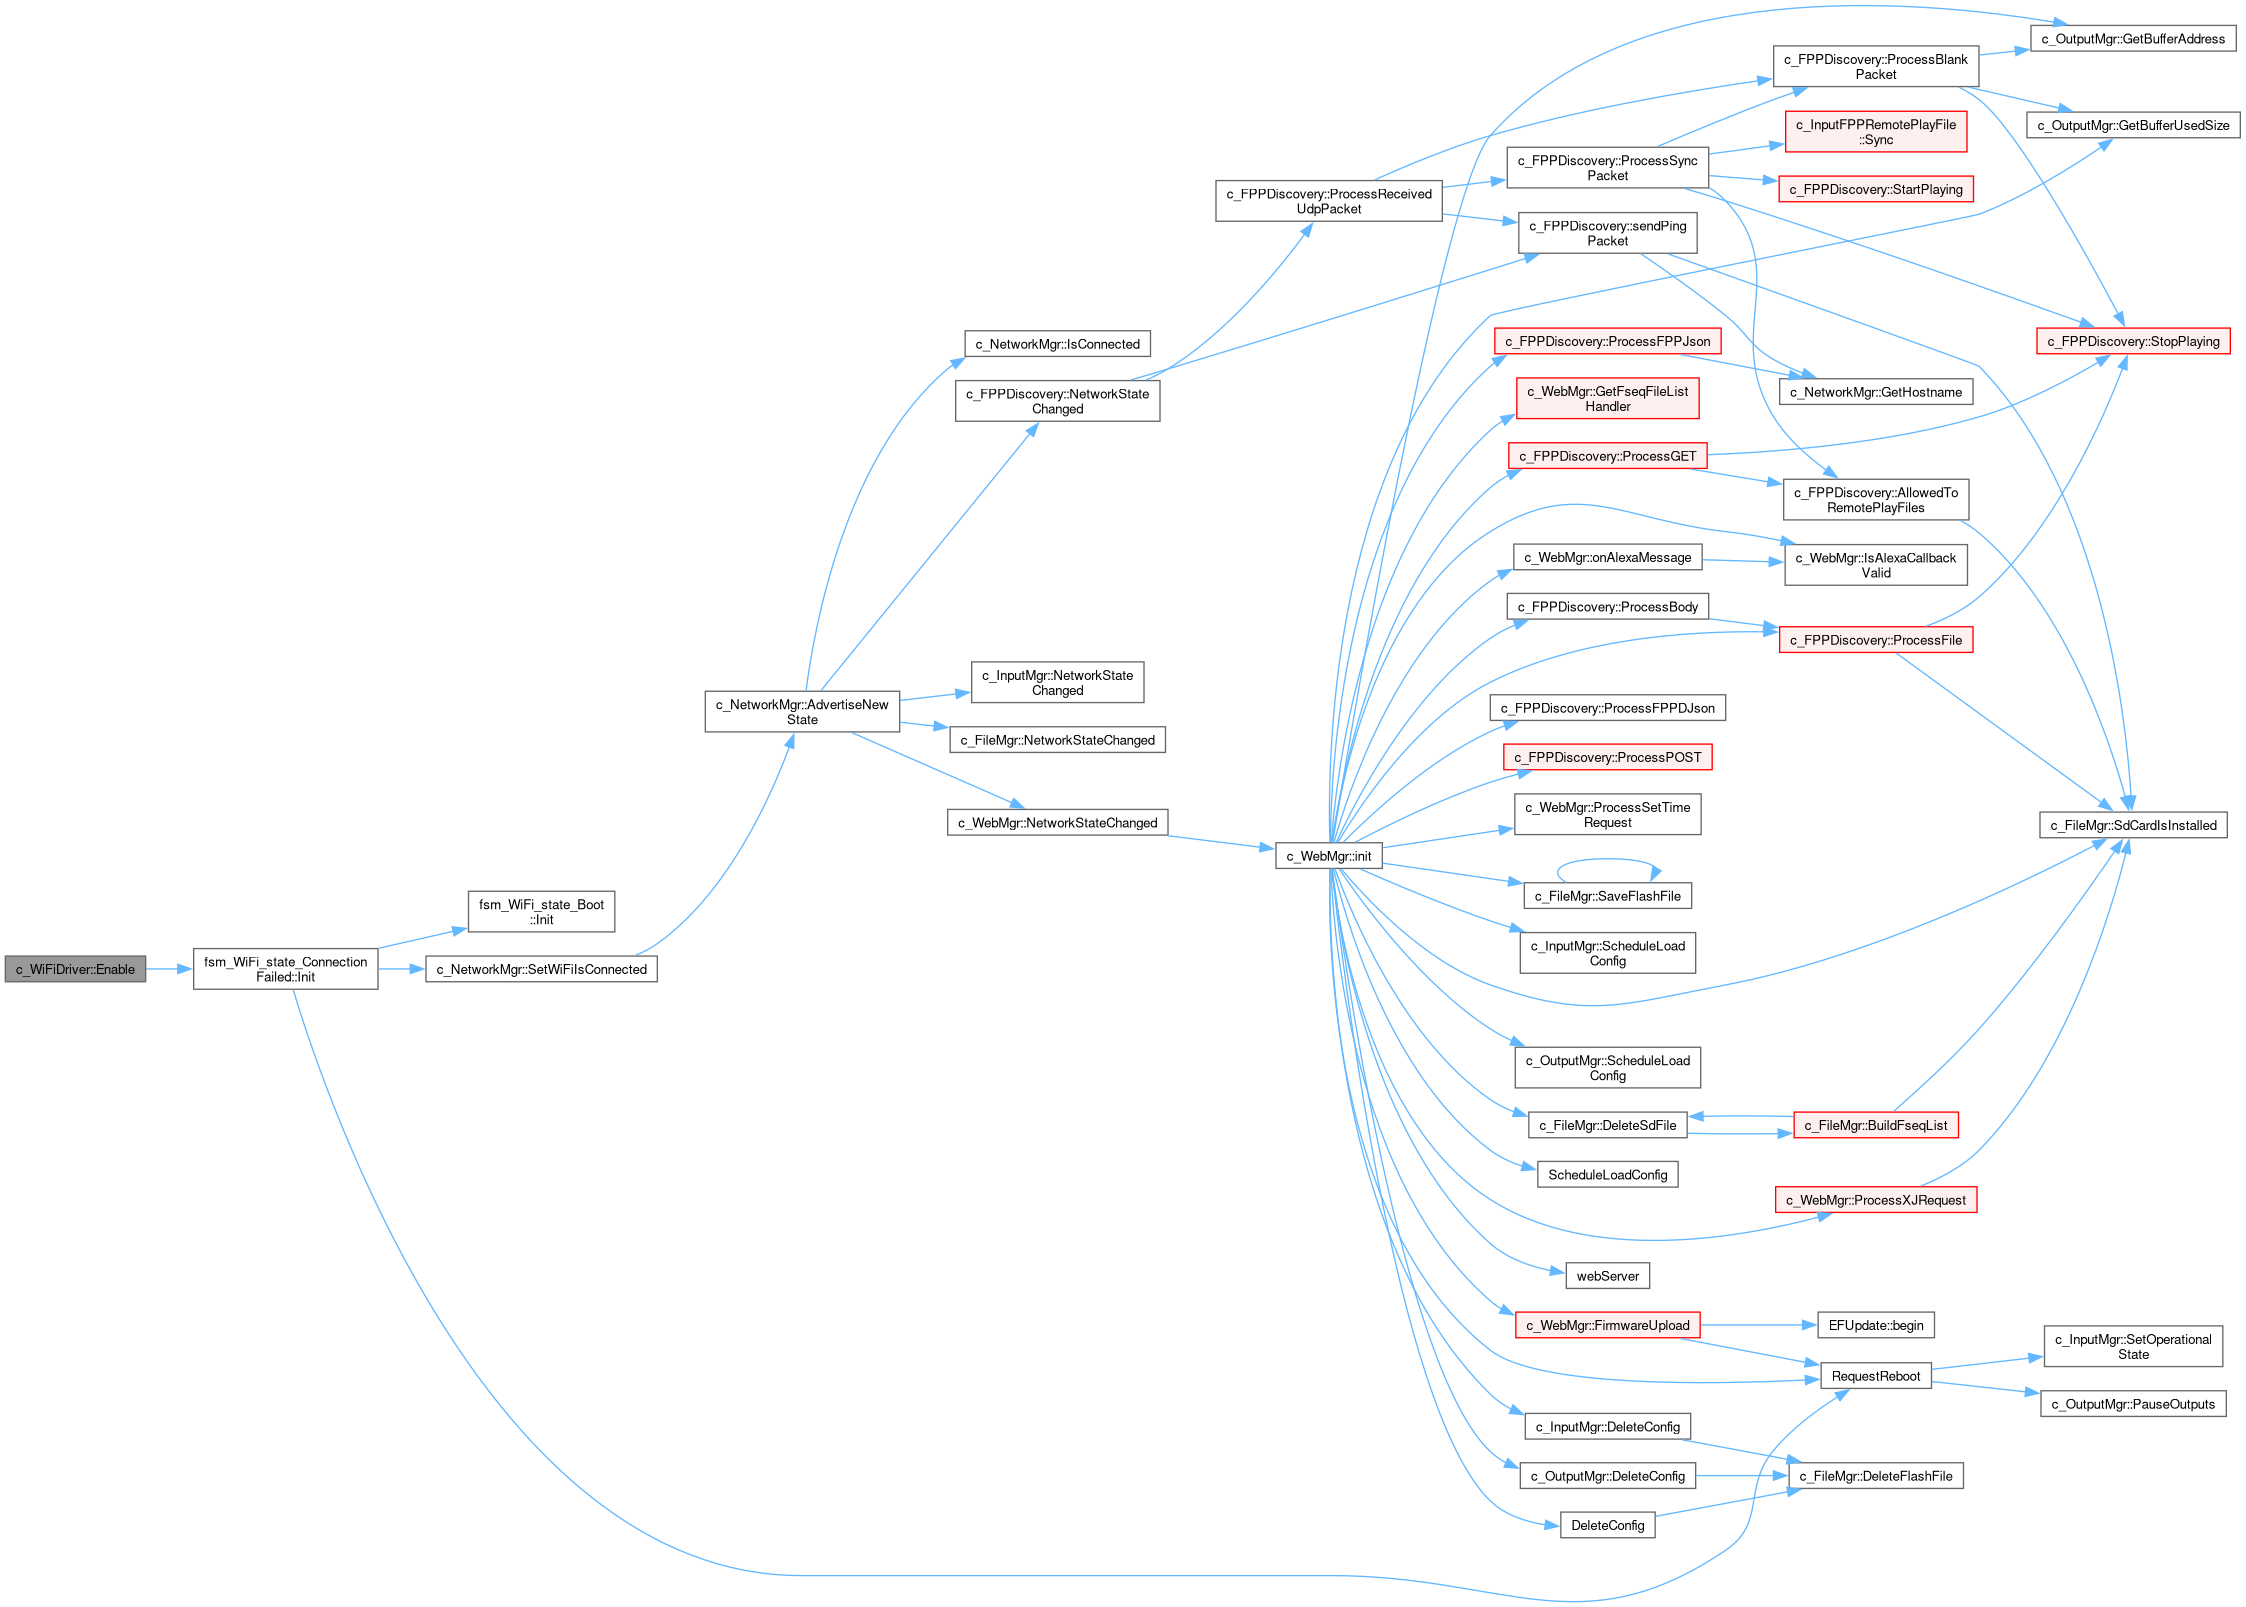 c_WiFiDriver::Enable
fsm_WiFi_state_Connection
Failed::Init
fsm_WiFi_state_Boot
::Init
c_NetworkMgr::SetWiFiIsConnected
c_NetworkMgr::AdvertiseNew
State
c_NetworkMgr::IsConnected
c_FPPDiscovery::NetworkState
Changed
c_InputMgr::NetworkState
Changed
c_FileMgr::NetworkStateChanged
c_WebMgr::NetworkStateChanged
c_FPPDiscovery::ProcessReceived
UdpPacket
c_WebMgr::init
c_FPPDiscovery::ProcessSync
Packet
c_FPPDiscovery::sendPing
Packet
c_FPPDiscovery::ProcessFPPJson
c_WebMgr::GetFseqFileList
Handler
c_FPPDiscovery::ProcessGET
c_WebMgr::onAlexaMessage
c_FPPDiscovery::ProcessBody
c_FPPDiscovery::ProcessFPPDJson
c_FPPDiscovery::ProcessPOST
c_WebMgr::ProcessSetTime
Request
c_FileMgr::SaveFlashFile
c_InputMgr::ScheduleLoad
Config
c_OutputMgr::ScheduleLoad
Config
c_FileMgr::DeleteSdFile
ScheduleLoadConfig
webServer
c_WebMgr::FirmwareUpload
c_InputMgr::DeleteConfig
c_OutputMgr::DeleteConfig
DeleteConfig
c_FPPDiscovery::ProcessBlank
Packet
c_InputFPPRemotePlayFile
::Sync
c_FPPDiscovery::StartPlaying
c_NetworkMgr::GetHostname
c_FPPDiscovery::AllowedTo
RemotePlayFiles
c_WebMgr::IsAlexaCallback
Valid
c_FPPDiscovery::ProcessFile
c_FileMgr::BuildFseqList
c_WebMgr::ProcessXJRequest
EFUpdate::begin
RequestReboot
c_FileMgr::DeleteFlashFile
c_OutputMgr::GetBufferAddress
c_OutputMgr::GetBufferUsedSize
c_FPPDiscovery::StopPlaying
c_FileMgr::SdCardIsInstalled
c_InputMgr::SetOperational
State
c_OutputMgr::PauseOutputs